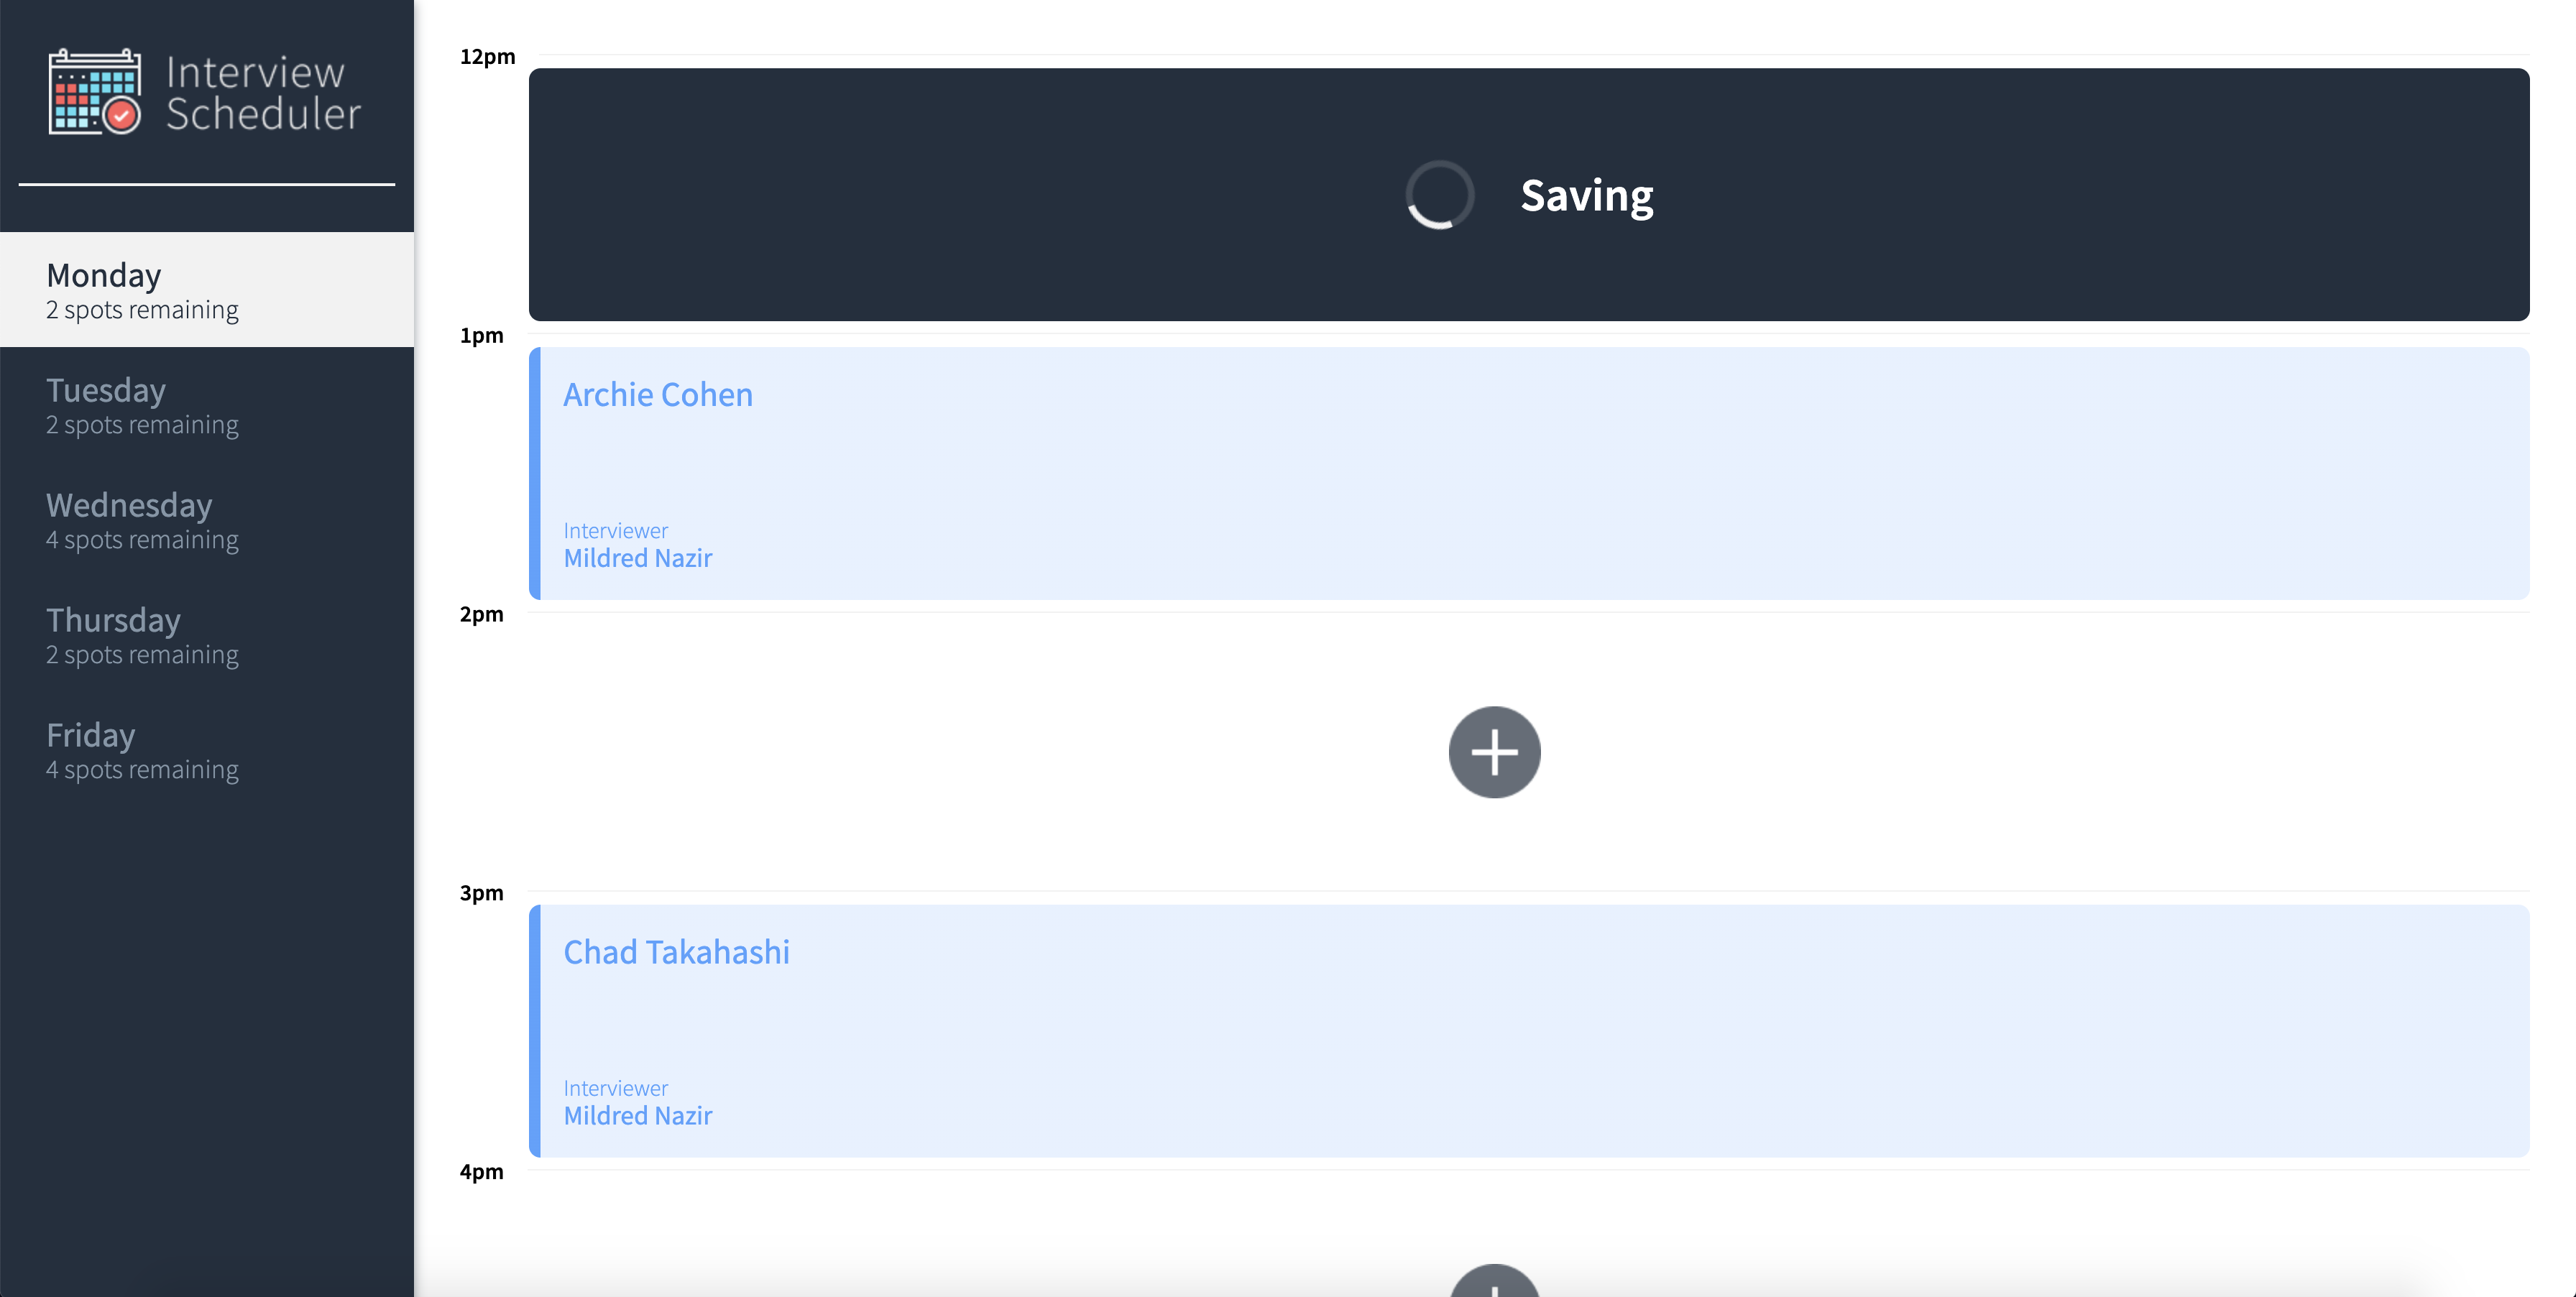 Interview
Scheduler
Monday
2 spots remaining
Tuesday
2 spots remaining
Wednesday
4 spots remaining
Thursday
2 spots remaining
Friday
4 spots remaining
12pm
Saving
1pm
Archie Cohen
Interviewer
Mildred Nazir
2pm
3pm
Chad Takahashi
Interviewer
Mildred Nazir
4pm